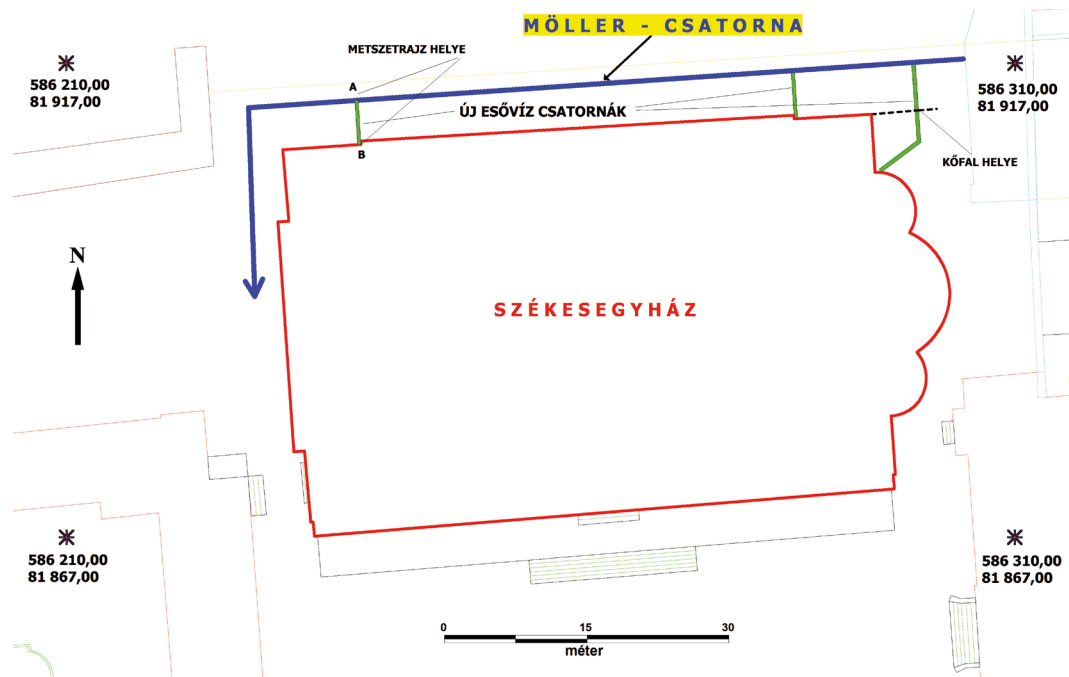 MÖLLER - CSATORNA
METSZETRAJZ HELYE
586 210,00
81 917,00
A
ÚJ ESŐVÍZ CSATORNÁK
586 310,00
81 917,00
B
KŐFAL HELYE
N
SZÉKESEGYHÁZ
586 210,00
81 867,00
586 310,00
81 867,00
0 15 30
méter